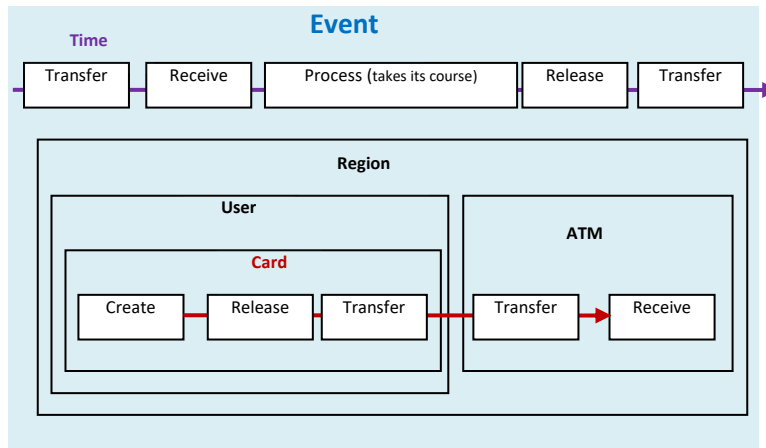 Event
Time
Transfer Receive Process (takes its course) Release Transfer
Region
User
ATM
Card
Create Release Transfer Transfer Receive